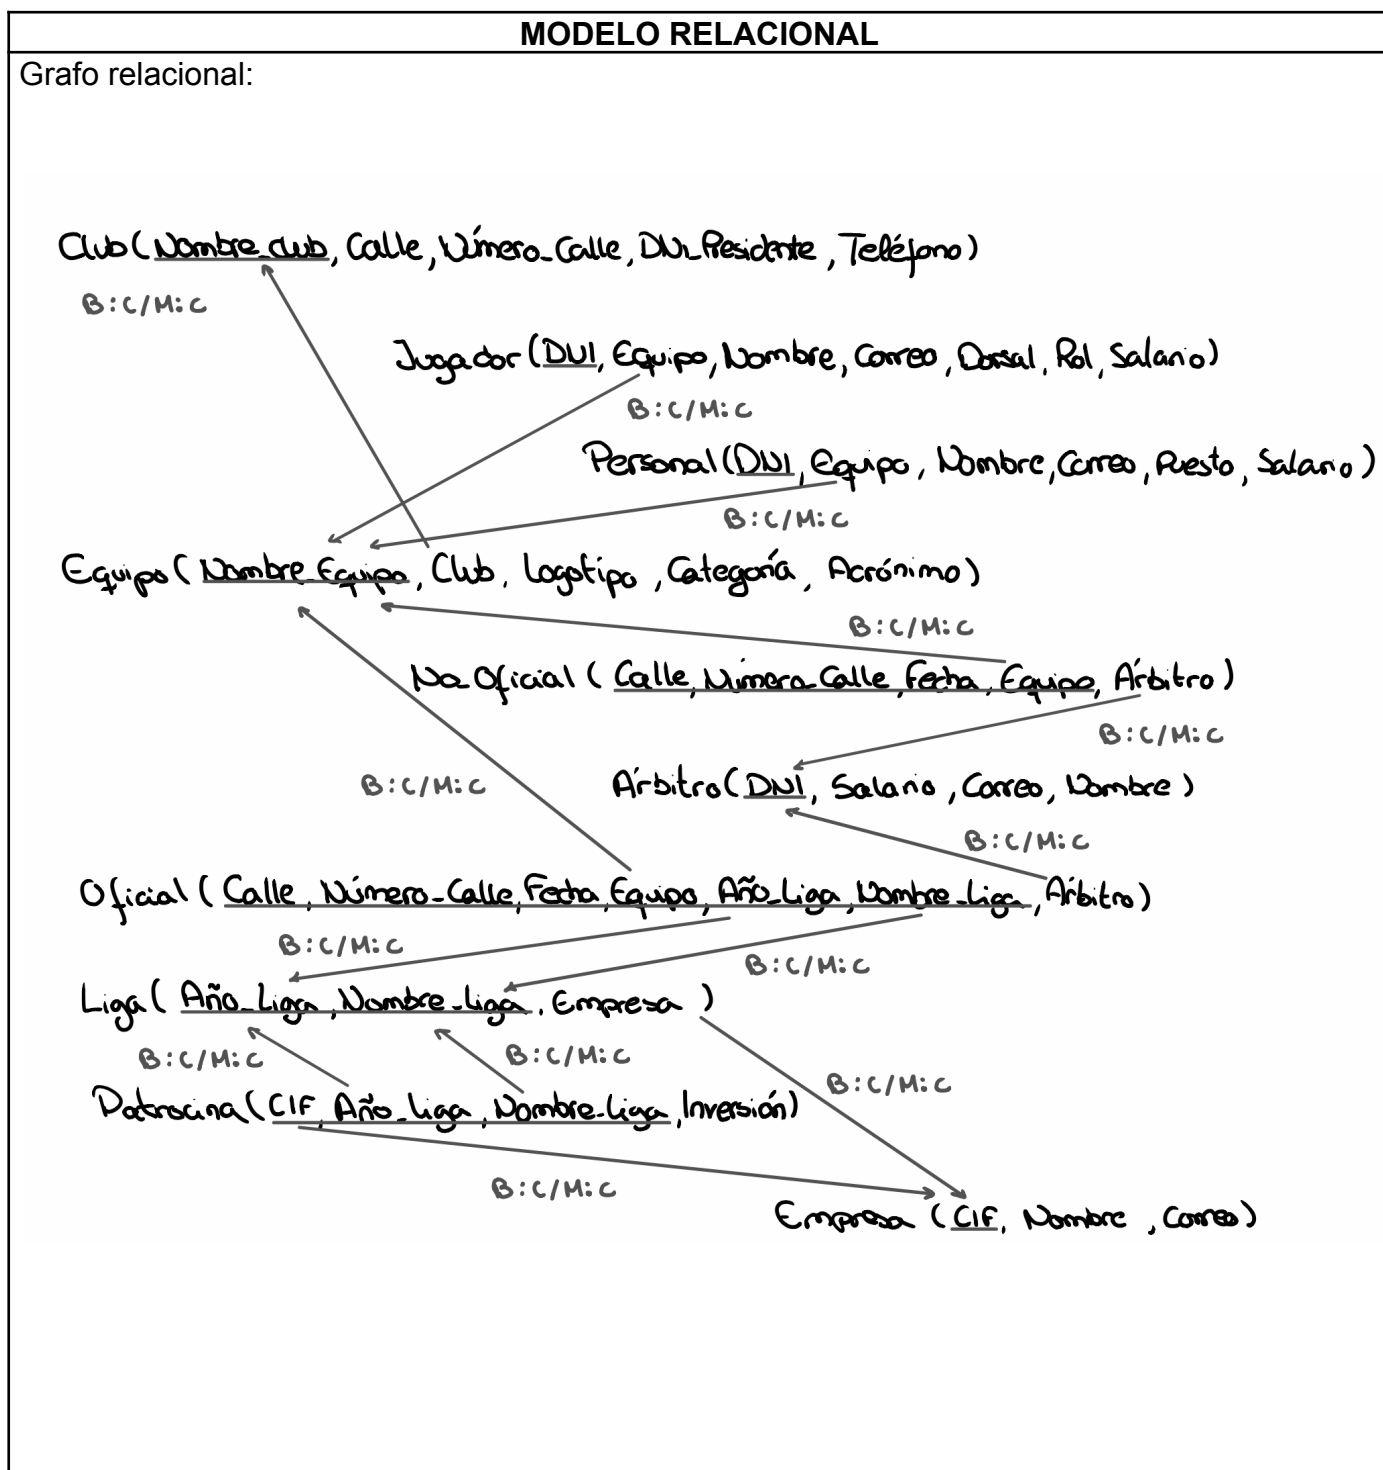 MODELO RELACIONAL
Grafo relacional:
Club (Nombre_club, Calle, Número_Calle, DNI_Presidente, Teléfono)
B:C/M:C
Jugador (DNI, Equipo, Nombre, Correo, Dorsal, Rol, Salario)
B:C/M:C
Personal (DNI, Equipo, Nombre, Correo, Puesto, Salario)
B:C/M:C
Equipo (Nombre_Equipo, Club, Logotipo, Categoría, Acrónimo)
B:C/M:C
No_Oficial (Calle, Número_Calle, Fecha, Equipo, Árbitro)
B:C/M:C
B:C/M:C
Árbitro (DNI, Salario, Correo, Nombre)
B:C/M:C
Oficial (Calle, Número_Calle, Fecha, Equipo, Año_Liga, Nombre_Liga, Árbitro)
B:C/M:C
B:C/M:C
Liga (Año_Liga, Nombre_Liga, Empresa)
B:C/M:C
B:C/M:C
B:C/M:C
Patrocina (CIF, Año_Liga, Nombre_Liga, Inversión)
B:C/M:C
Empresa (CIF, Nombre, Correo)